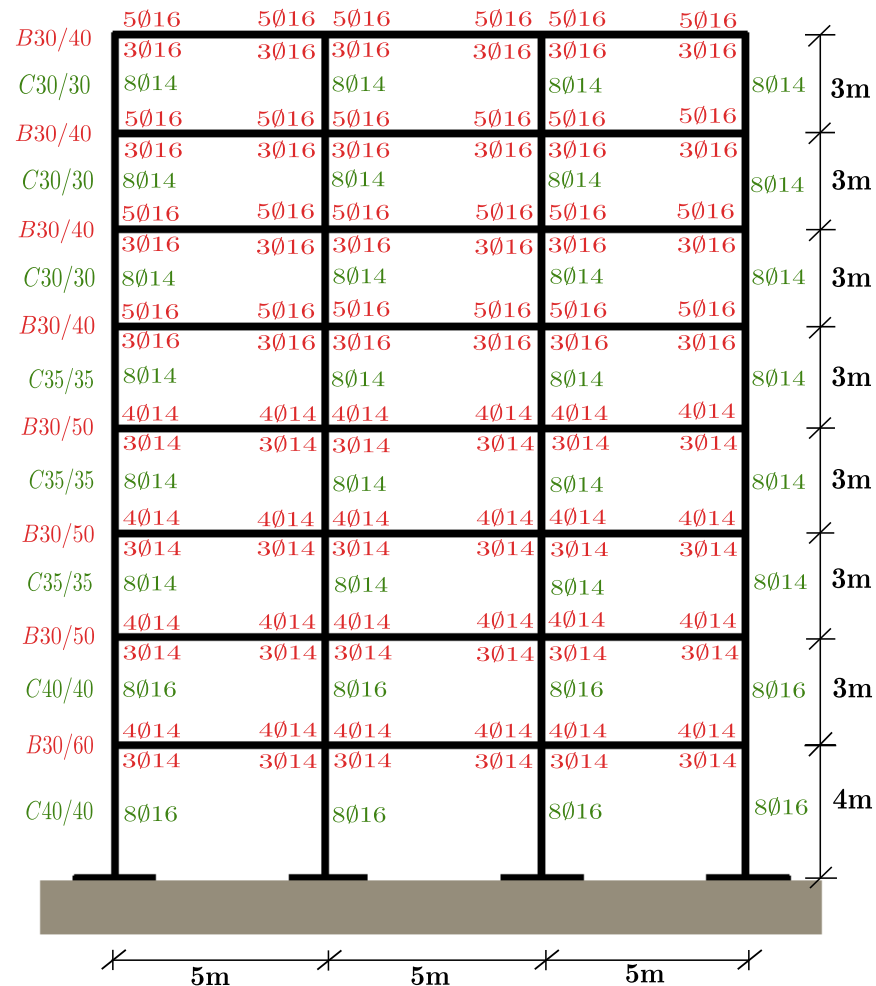 5Ø16 5Ø16 5Ø16 5Ø16 5Ø16 5Ø16
B30/40
3Ø16 3Ø16 3Ø16 3Ø16 3Ø16 3Ø16
C30/30 8Ø14 8Ø14 8Ø14 8Ø14 3m
5Ø16 5Ø16 5Ø16 5Ø16 5Ø16 5Ø16
B30/40
3Ø16 3Ø16 3Ø16 3Ø16 3Ø16 3Ø16
C30/30 8Ø14 8Ø14 8Ø14 8Ø14 3m
5Ø16 5Ø16 5Ø16 5Ø16 5Ø16 5Ø16
B30/40
3Ø16 3Ø16 3Ø16 3Ø16 3Ø16 3Ø16
C30/30 8Ø14 8Ø14 8Ø14 8Ø14 3m
5Ø16 5Ø16 5Ø16 5Ø16 5Ø16 5Ø16
B30/40
3Ø16 3Ø16 3Ø16 3Ø16 3Ø16 3Ø16
C35/35 8Ø14 8Ø14 8Ø14 8Ø14 3m
4Ø14 4Ø14 4Ø14 4Ø14 4Ø14 4Ø14
B30/50
3Ø14 3Ø14 3Ø14 3Ø14 3Ø14 3Ø14
C35/35 8Ø14 8Ø14 8Ø14 8Ø14 3m
4Ø14 4Ø14 4Ø14 4Ø14 4Ø14 4Ø14
B30/50
3Ø14 3Ø14 3Ø14 3Ø14 3Ø14 3Ø14
C35/35 8Ø14 8Ø14 8Ø14 8Ø14 3m
4Ø14 4Ø14 4Ø14 4Ø14 4Ø14 4Ø14
B30/50
3Ø14 3Ø14 3Ø14 3Ø14 3Ø14 3Ø14
C40/40 8Ø16 8Ø16 8Ø16 8Ø16 3m
4Ø14 4Ø14 4Ø14 4Ø14 4Ø14 4Ø14
B30/60
3Ø14 3Ø14 3Ø14 3Ø14 3Ø14 3Ø14
C40/40 8Ø16 8Ø16 8Ø16 8Ø16 4m
5m 5m 5m